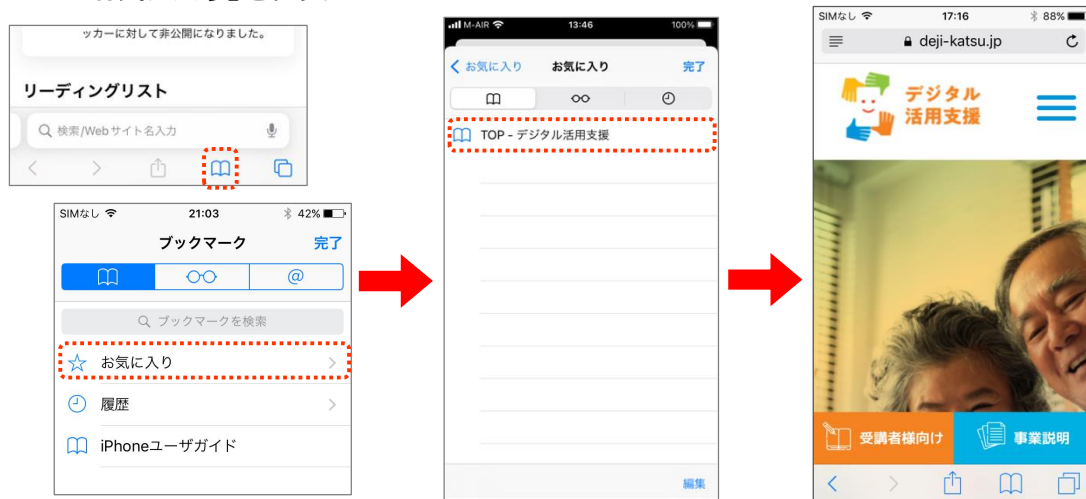 ッカーに対して非公開になりました。
リーディングリスト
検索/Webサイト名入力
SIMなし 21:03 42%
ブックマーク 完了
@
ブックマークを検索
お気に入り
履歴
iPhoneユーザガイド
M-AIR 13:46 100%
お気に入り お気に入り 完了
TOP - デジタル活用支援
編集
SIMなし 17:16 88%
deji-katsu.jp
デジタル
活用支援
受講者様向け 事業説明